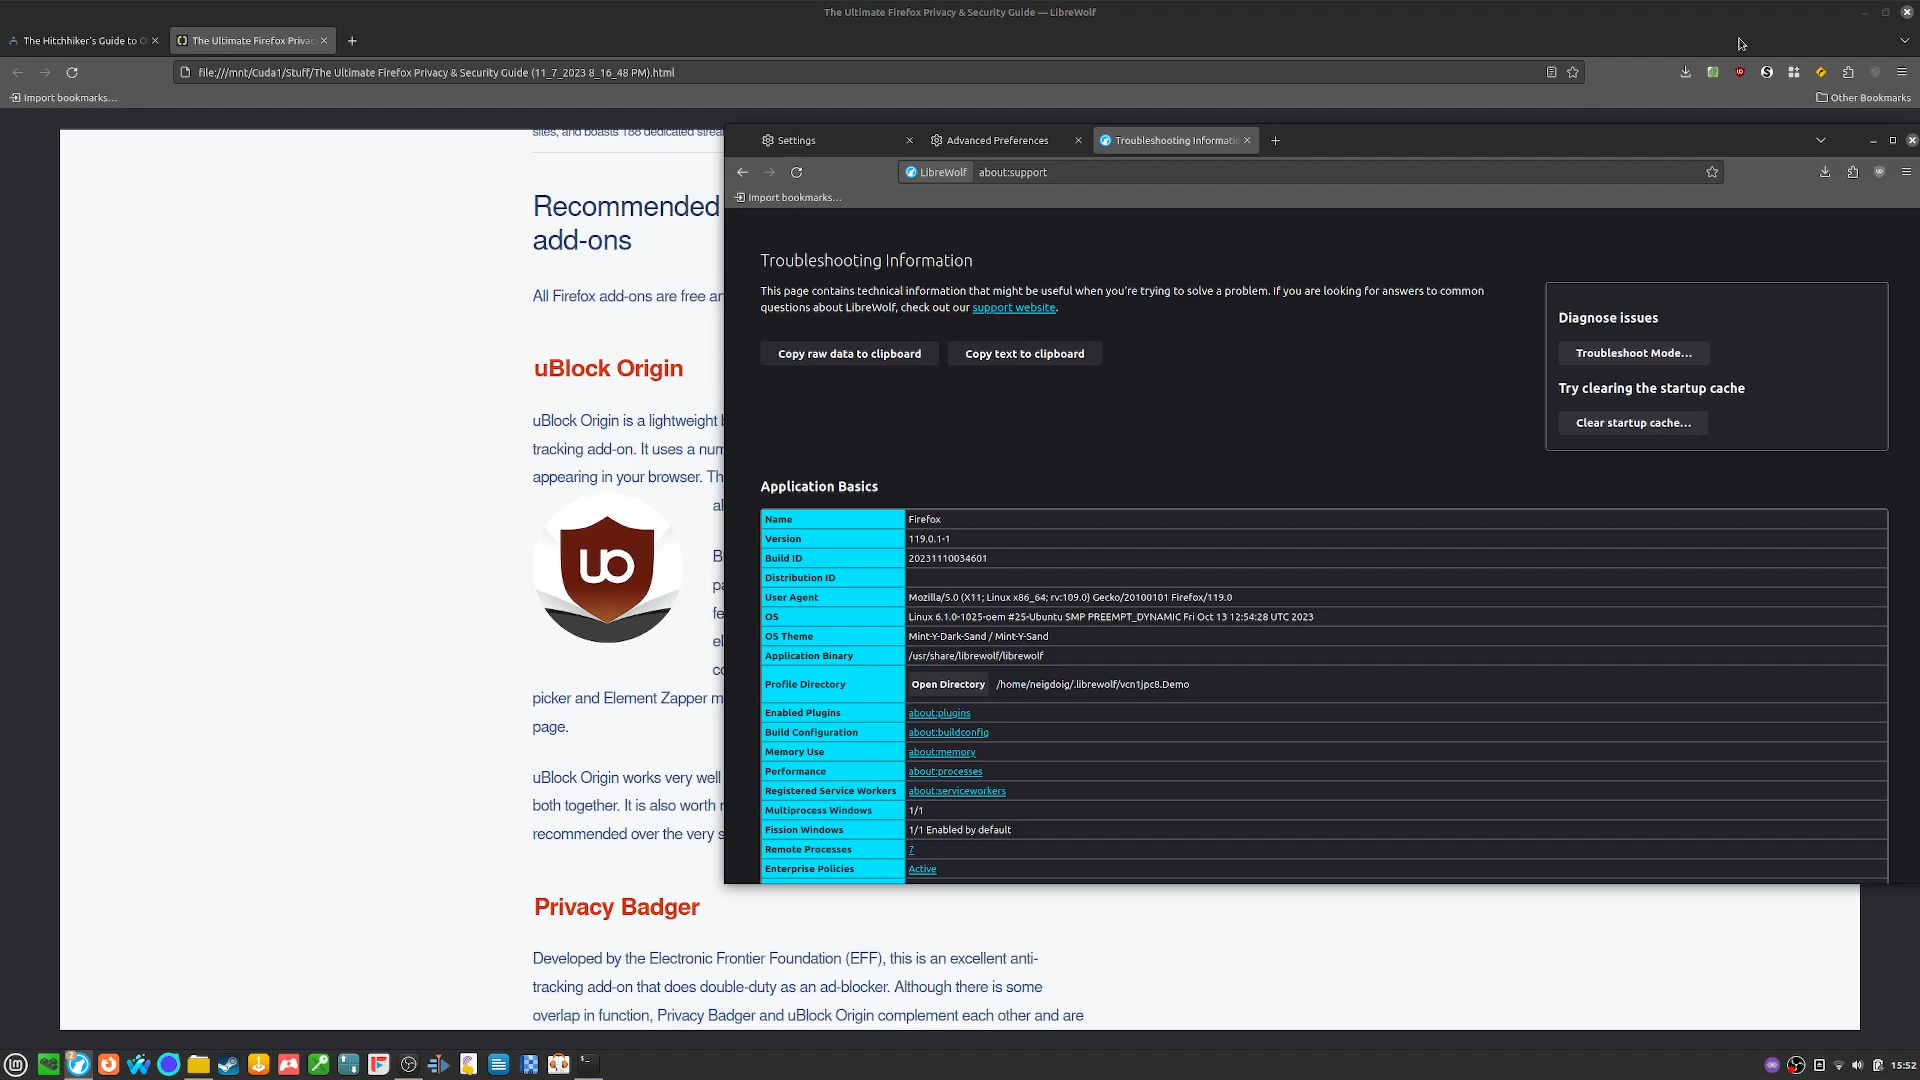 The Ultimate Firefox Privacy & Security Guide — LibreWolf
The Hitchhiker's Guide to O
The Ultimate Firefox Privac
file:///mnt/Cuda1/Stuff/The Ultimate Firefox Privacy & Security Guide (11_7_2023 8_16_48 PM).html
Import bookmarks...
Other Bookmarks
sites, and boasts 188 dedicated strea
Recommended
add-ons
All Firefox add-ons are free an
uBlock Origin
uBlock Origin is a lightweight b
tracking add-on. It uses a num
appearing in your browser. Th
al
uo
B
pa
fe
el
co
picker and Element Zapper m
page.
uBlock Origin works very well
both together. It is also worth r
recommended over the very s
Privacy Badger
Developed by the Electronic Frontier Foundation (EFF), this is an excellent anti-
tracking add-on that does double-duty as an ad-blocker. Although there is some
overlap in function, Privacy Badger and uBlock Origin complement each other and are
Settings
Advanced Preferences
Troubleshooting Informatio
LibreWolf
about:support
Import bookmarks...
Troubleshooting Information
This page contains technical information that might be useful when you're trying to solve a problem. If you are looking for answers to common
questions about LibreWolf, check out our support website.
Copy raw data to clipboard
Copy text to clipboard
Diagnose issues
Troubleshoot Mode...
Try clearing the startup cache
Clear startup cache...
Application Basics
Name Firefox
Version 119.0.1-1
Build ID 20231110034601
Distribution ID
User Agent Mozilla/5.0 (X11; Linux x86_64; rv:109.0) Gecko/20100101 Firefox/119.0
OS Linux 6.1.0-1025-oem #25-Ubuntu SMP PREEMPT_DYNAMIC Fri Oct 13 12:54:28 UTC 2023
OS Theme Mint-Y-Dark-Sand / Mint-Y-Sand
Application Binary /usr/share/librewolf/librewolf
Profile Directory Open Directory /home/neigdoig/.librewolf/vcn1jpc8.Demo
Enabled Plugins about:plugins
Build Configuration about:buildconfig
Memory Use about:memory
Performance about:processes
Registered Service Workers about:serviceworkers
Multiprocess Windows 1/1
Fission Windows 1/1 Enabled by default
Remote Processes 7
Enterprise Policies Active
15:52